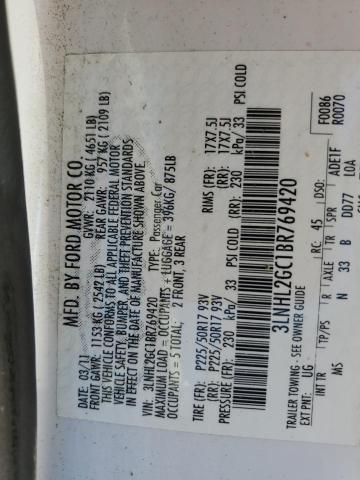 MFD. BY FORD MOTOR CO.
DATE: 03/11 GVWR: 2110 KG ( 4651 LB)
FRONT GAWR: 1153 KG ( 2542 LB) REAR GAWR: 957 KG ( 2109 LB)
THIS VEHICLE CONFORMS TO ALL APPLICABLE FEDERAL MOTOR
VEHICLE SAFETY, BUMPER, AND THEFT PREVENTION STANDARDS
IN EFFECT ON THE DATE OF MANUFACTURE SHOWN ABOVE.
VIN: 3LNHL2GC1BR769420 TYPE: Passenger Car
MAXIMUM LOAD = OCCUPANTS + LUGGAGE = 396KG/ 875LB
OCCUPANTS = 5 TOTAL: 2 FRONT, 3 REAR
TIRE (FR): P225/50R17 93V RIMS (FR): 17X7.5J
TIRE (RR): P225/50R17 93V (RR): 17X7.5J
PRESSURE (FR): 230 kPa/ 33 PSI COLD
(RR): 230 kPa/ 33 PSI COLD
3LNHL2GC1BR769420
F0086
R0070
TRAILER TOWING - SEE OWNER GUIDE
EXT PNT: UG RC: 45 DSO:
INT TR TP/PS R AXLE TR SPR ADE1F
MS N 33 B DD77 LOA